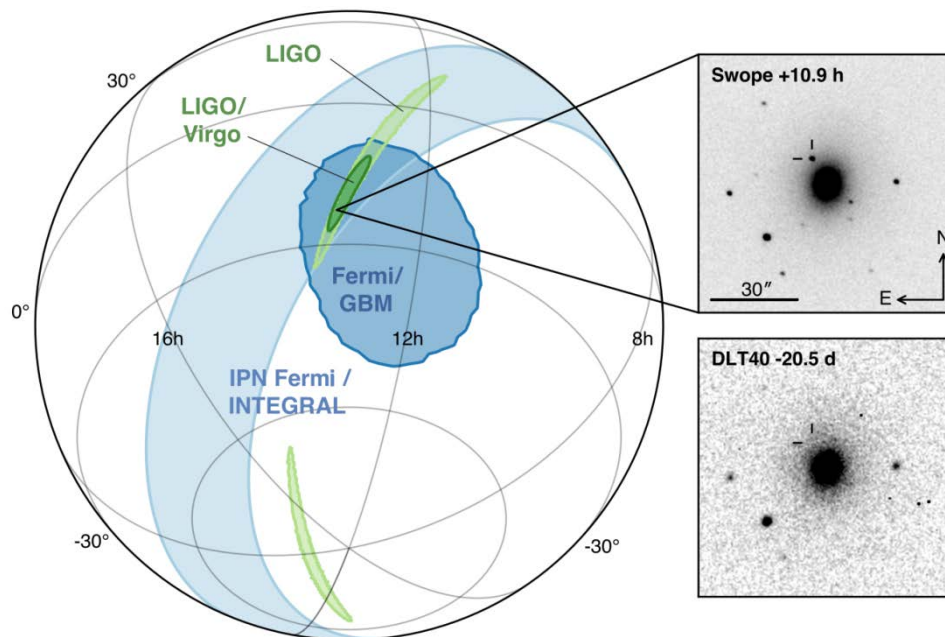 LIGO
30°
LIGO/
Virgo
Fermi/
GBM
0°
16h
12h
8h
IPN Fermi /
INTEGRAL
-30°
-30°
Swope +10.9 h
N
30″
E
DLT40 -20.5 d